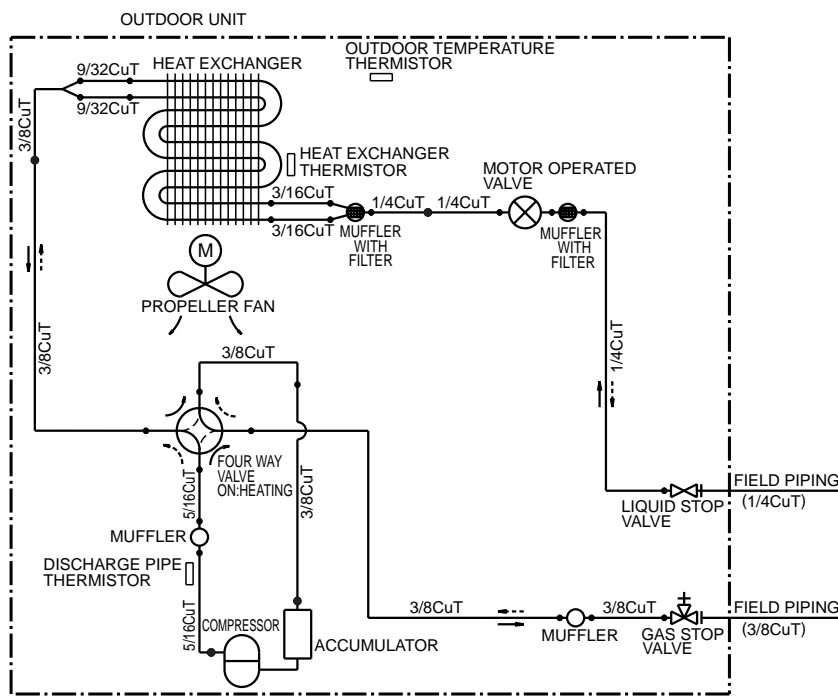 OUTDOOR UNIT
OUTDOOR TEMPERATURE
THERMISTOR
HEAT EXCHANGER
9/32CuT
9/32CuT
3/8CuT
HEAT EXCHANGER
THERMISTOR
MOTOR OPERATED
VALVE
3/16CuT
1/4CuT
1/4CuT
3/16CuT
MUFFLER
WITH
FILTER
MUFFLER
WITH
FILTER
M
PROPELLER FAN
3/8CuT
3/8CuT
1/4CuT
FOUR WAY
VALVE
ON:HEATING
5/16CuT
3/8CuT
FIELD PIPING
(1/4CuT)
LIQUID STOP
VALVE
MUFFLER
DISCHARGE PIPE
THERMISTOR
5/16CuT
COMPRESSOR
ACCUMULATOR
3/8CuT
3/8CuT
FIELD PIPING
(3/8CuT)
MUFFLER
GAS STOP
VALVE